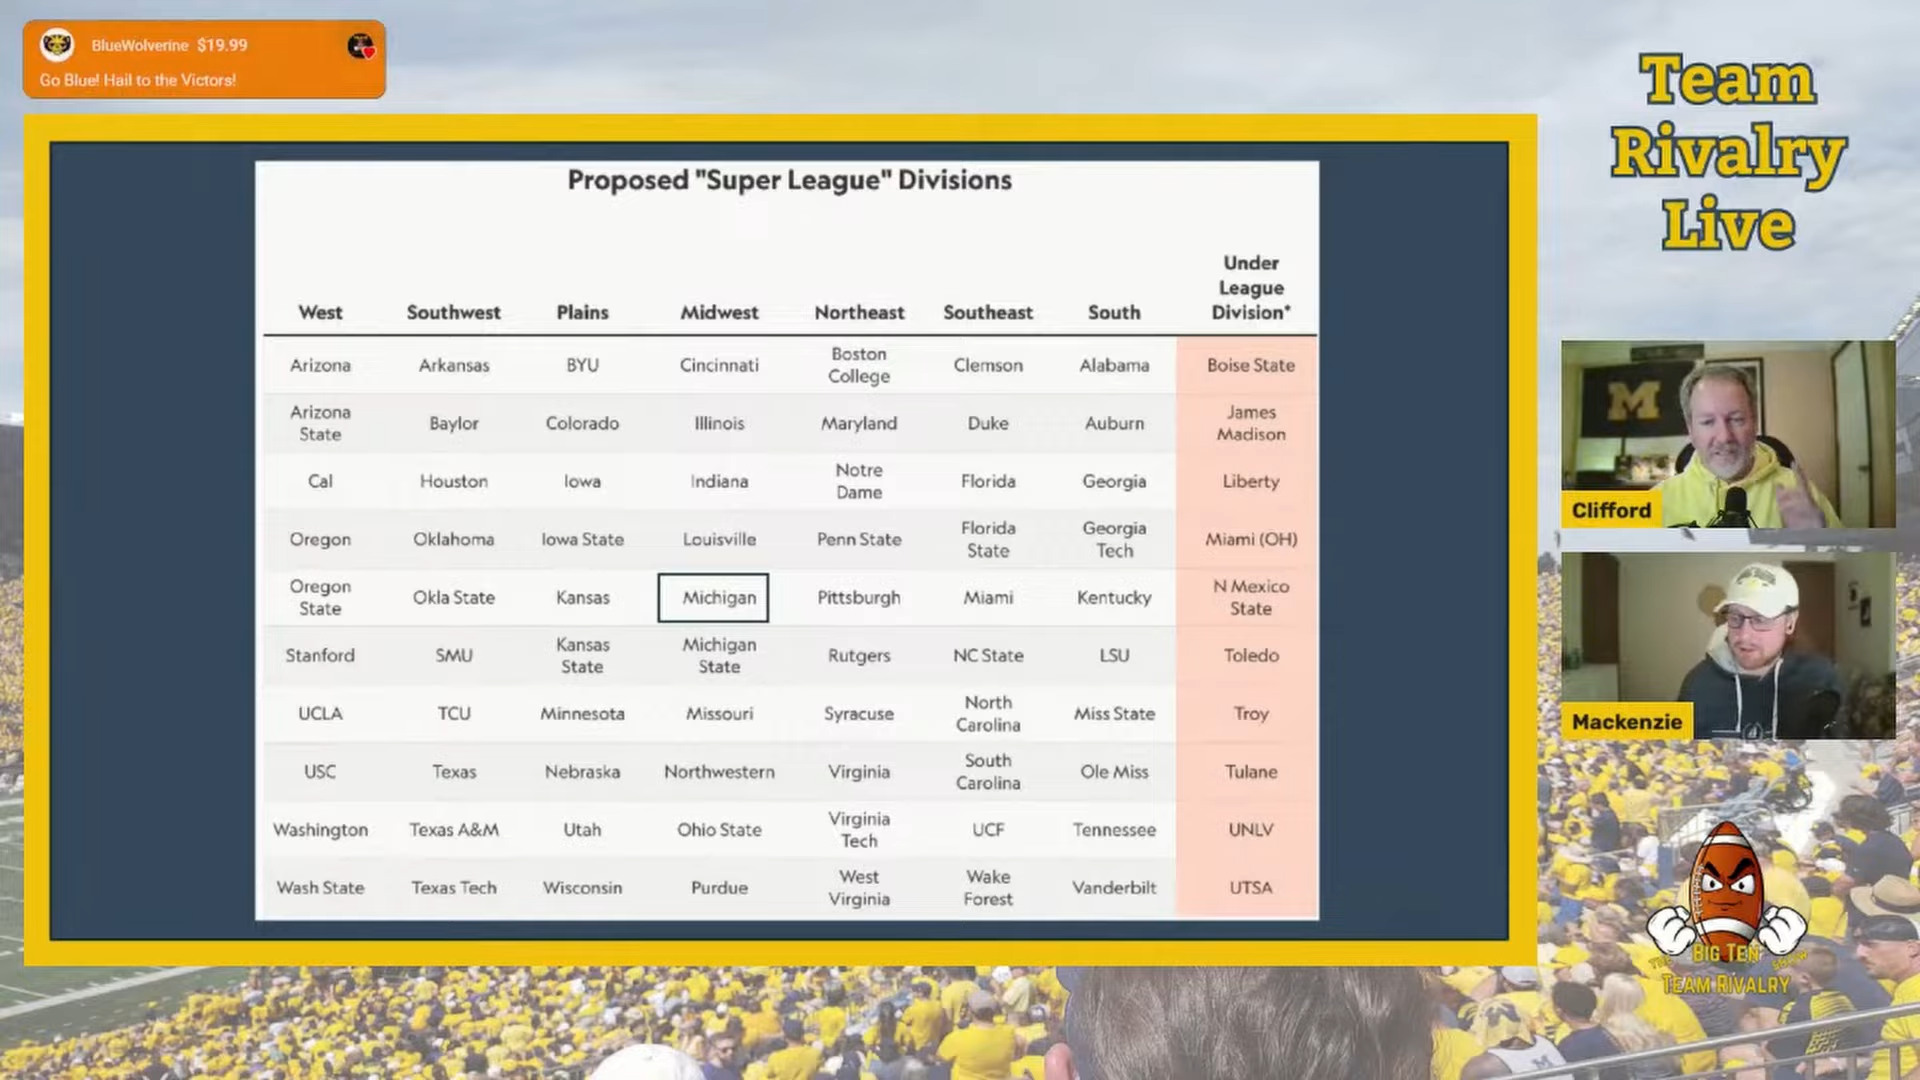 BlueWolverine $19.99
Go Blue! Hail to the Victors!
Team
Rivalry
Live
Proposed "Super League" Divisions
Under
League
West Southwest Plains Midwest Northeast Southeast South Division*
Arizona Arkansas BYU Cincinnati Boston College Clemson Alabama Boise State
Arizona State Baylor Colorado Illinois Maryland Duke Auburn James Madison
Cal Houston Iowa Indiana Notre Dame Florida Georgia Liberty
Oregon Oklahoma Iowa State Louisville Penn State Florida State Georgia Tech Miami (OH)
Oregon State Okla State Kansas Michigan Pittsburgh Miami Kentucky N Mexico State
Stanford SMU Kansas State Michigan State Rutgers NC State LSU Toledo
UCLA TCU Minnesota Missouri Syracuse North Carolina Miss State Troy
USC Texas Nebraska Northwestern Virginia South Carolina Ole Miss Tulane
Washington Texas A&M Utah Ohio State Virginia Tech UCF Tennessee UNLV
Wash State Texas Tech Wisconsin Purdue West Virginia Wake Forest Vanderbilt UTSA
M
Clifford
Mackenzie
THE BIG TEN SHOW
TEAM RIVALRY